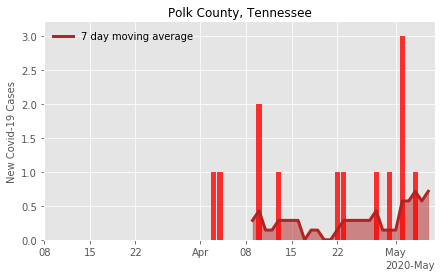 Polk County, Tennessee
7 day moving average
New Covid-19 Cases
3.0
2.5
2.0
1.5
1.0
0.5
0.0
08 15 22 Apr 08 15 22 May
2020-May